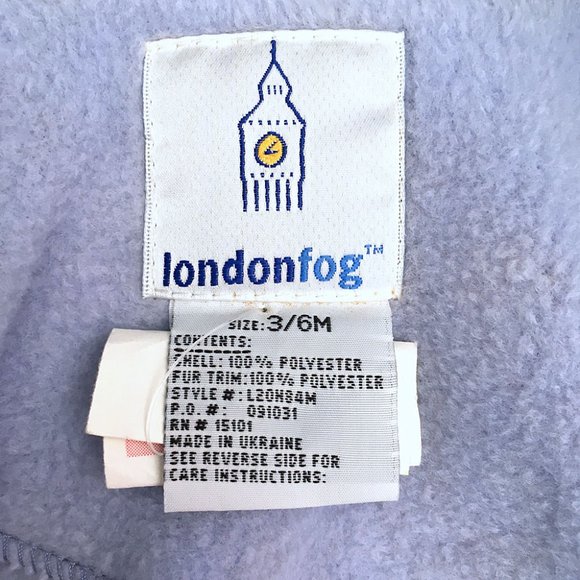 londonfog™
SIZE: 3/6M
CONTENTS:
SHELL: 100% POLYESTER
FUR TRIM: 100% POLYESTER
STYLE #: L20H84M
P.O. #: 091031
RN # 15101
MADE IN UKRAINE
SEE REVERSE SIDE FOR
CARE INSTRUCTIONS: